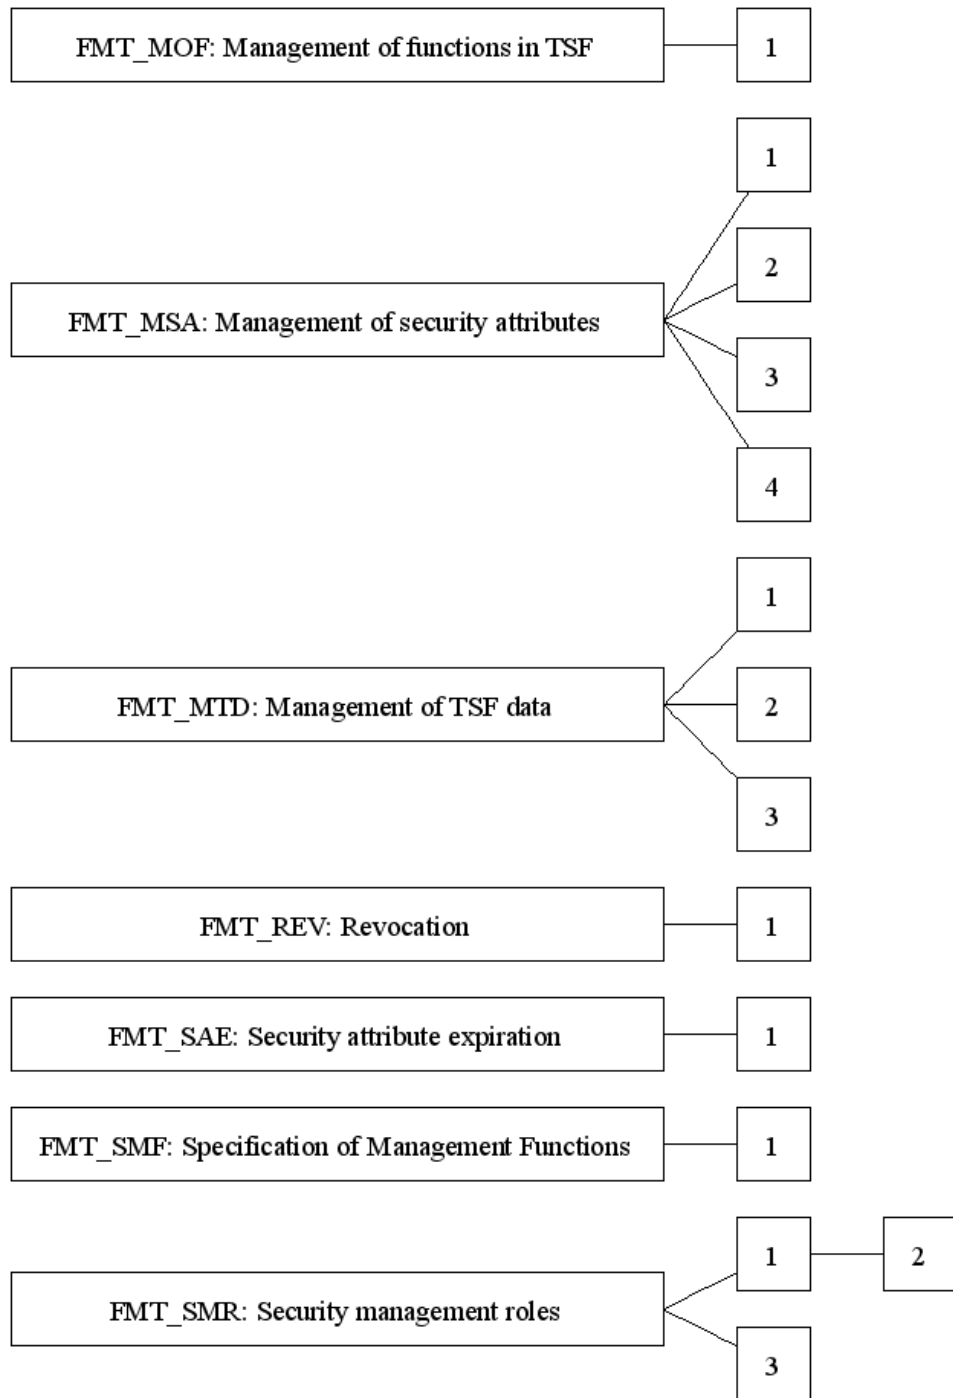 FMT_MOF: Management of functions in TSF 1
1
2
FMT_MSA: Management of security attributes
3
4
1
FMT_MTD: Management of TSF data 2
3
FMT_REV: Revocation 1
FMT_SAE: Security attribute expiration 1
FMT_SMF: Specification of Management Functions 1
1 2
FMT_SMR: Security management roles
3